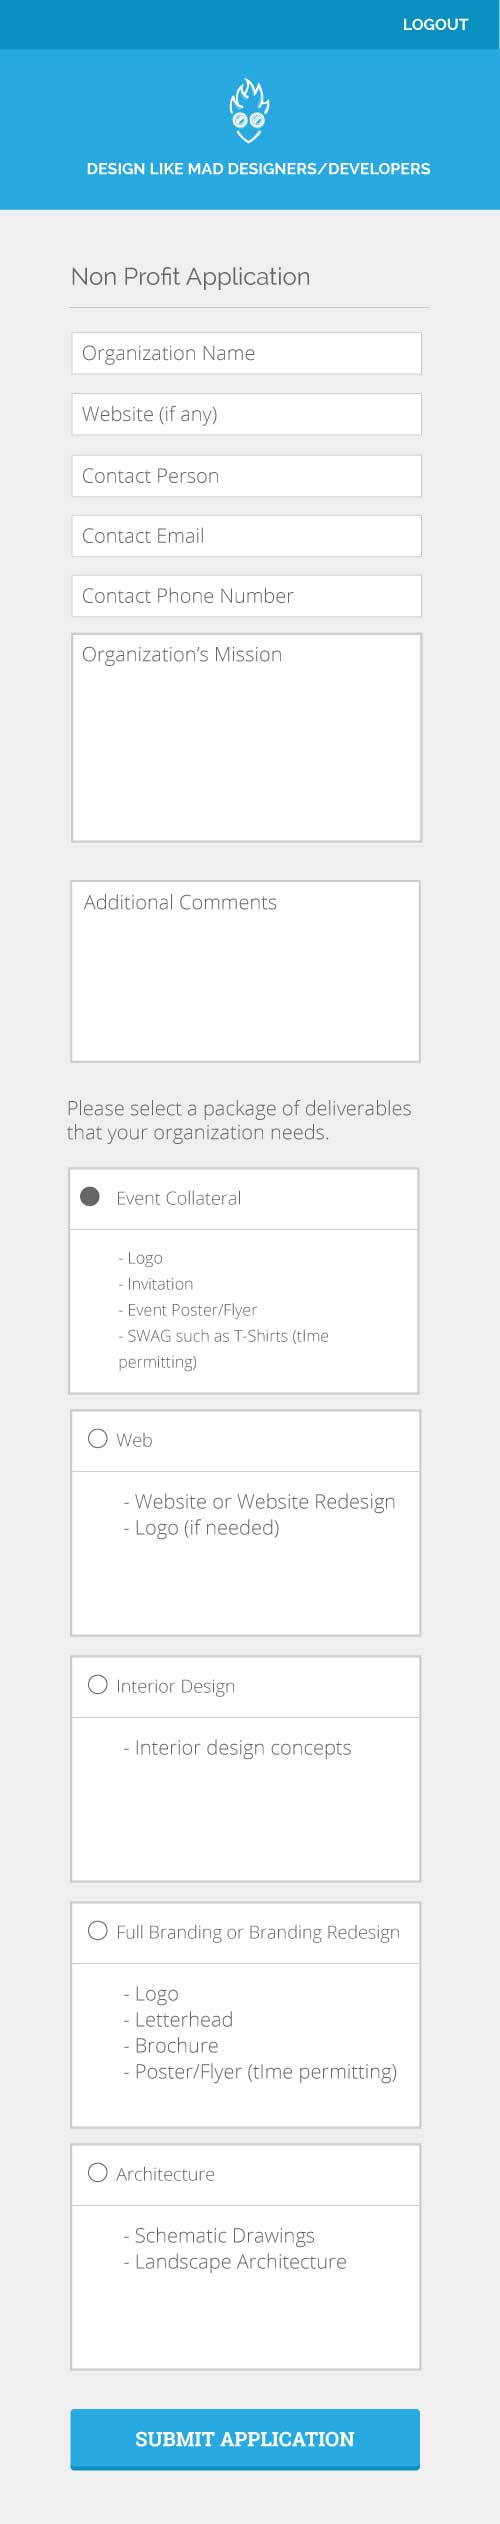 LOGOUT
DESIGN LIKE MAD DESIGNERS/DEVELOPERS
Non Profit Application
Organization Name
Website (if any)
Contact Person
Contact Email
Contact Phone Number
Organization’s Mission
Additional Comments
Please select a package of deliverables
that your organization needs.
Event Collateral
- Logo
- Invitation
- Event Poster/Flyer
- SWAG such as T-Shirts (tIme
permitting)
Web
- Website or Website Redesign
- Logo (if needed)
Interior Design
- Interior design concepts
Full Branding or Branding Redesign
- Logo
- Letterhead
- Brochure
- Poster/Flyer (tIme permitting)
Architecture
- Schematic Drawings
- Landscape Architecture
SUBMIT APPLICATION